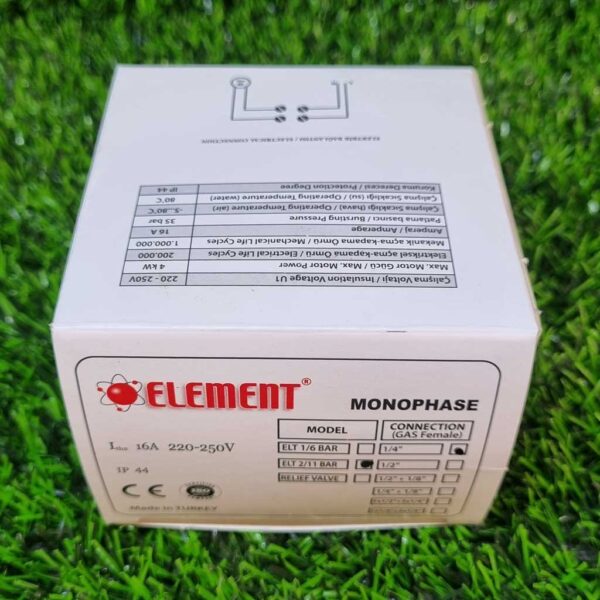 Çalışma Voltajı / Insulation Voltage U1 220 - 250V
Max. Motor Gücü / Max. Motor Power 4 kW
Elektriksel açma-kapama Ömrü / Electrical Life Cycles 200.000
Mekanik açma-kapama Ömrü / Mechanical Life Cycles 1.000.000
Amperaj / Amperage 16 A
Patlama basıncı / Bursting Pressure 33 bar
Çalışma Sıcaklığı (hava) / Operating Temperature (air) -5...80°C
Çalışma Sıcaklığı (su) / Operating Temperature (water) 80°C
Koruma Derecesi / Protection Degree IP 44
ELEKTRİK BAĞLANTISI / ELECTRICAL CONNECTION
ELEMENT®
MONOPHASE
16A 220-250V
IP 44
CE ISO
Made in TURKEY
MODEL CONNECTION
(GAS Female)
ELT 1/6 BAR 1/4"
ELT 2/11 BAR 1/2"
RELIEF VALVE 1/2" x 1/8"
1/4" x 1/8"